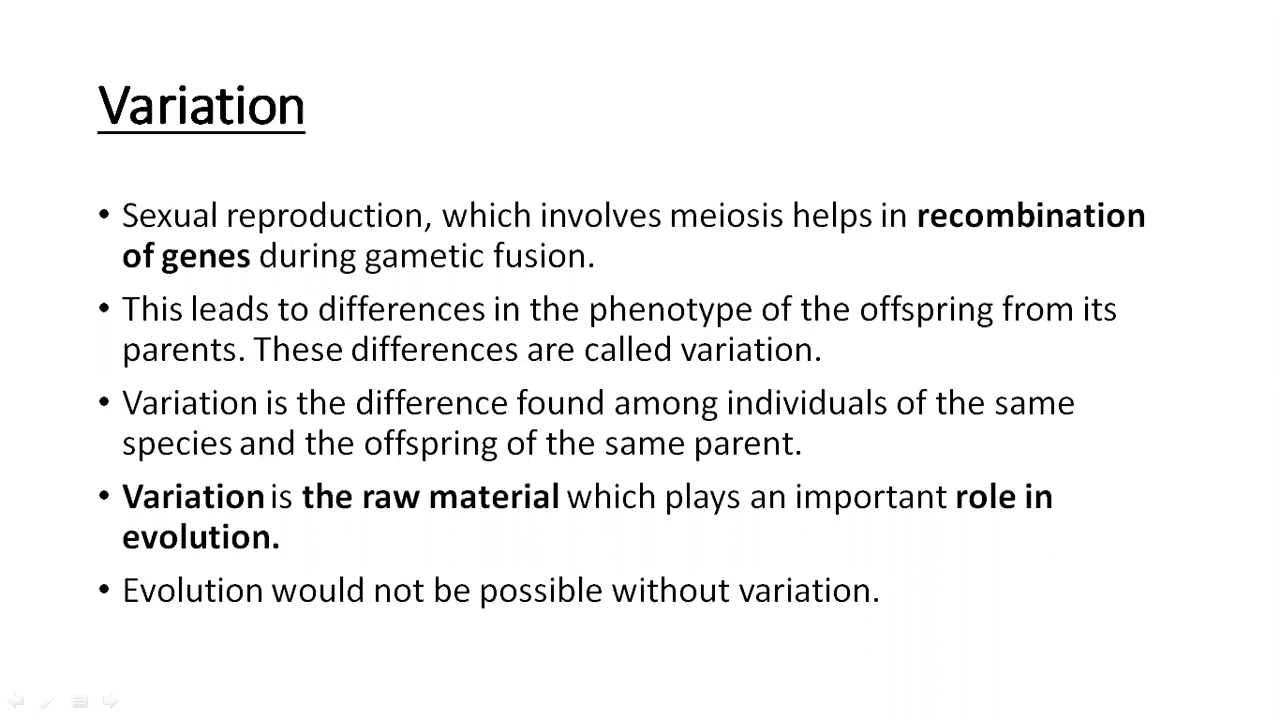 Variation
• Sexual reproduction, which involves meiosis helps in recombination
of genes during gametic fusion.
• This leads to differences in the phenotype of the offspring from its
parents. These differences are called variation.
• Variation is the difference found among individuals of the same
species and the offspring of the same parent.
• Variation is the raw material which plays an important role in
evolution.
• Evolution would not be possible without variation.